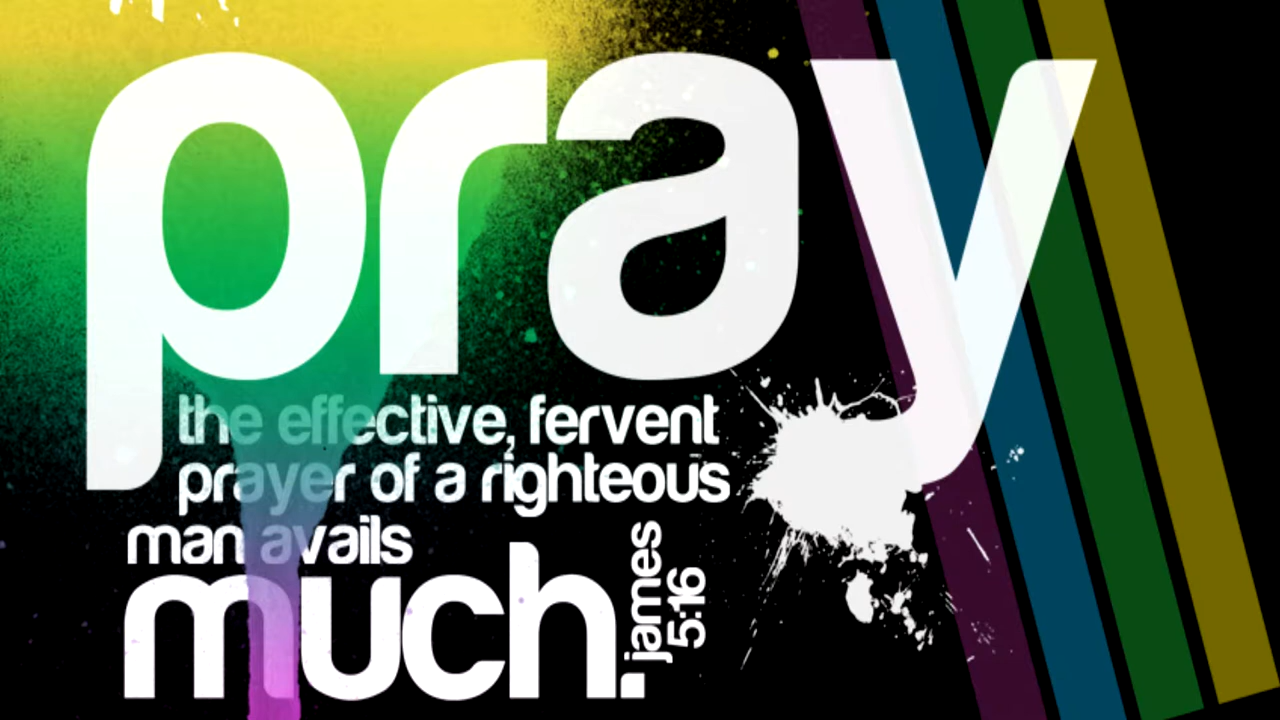 pray
the effective, fervent
prayer of a righteous
man avails
much.
james
5:16